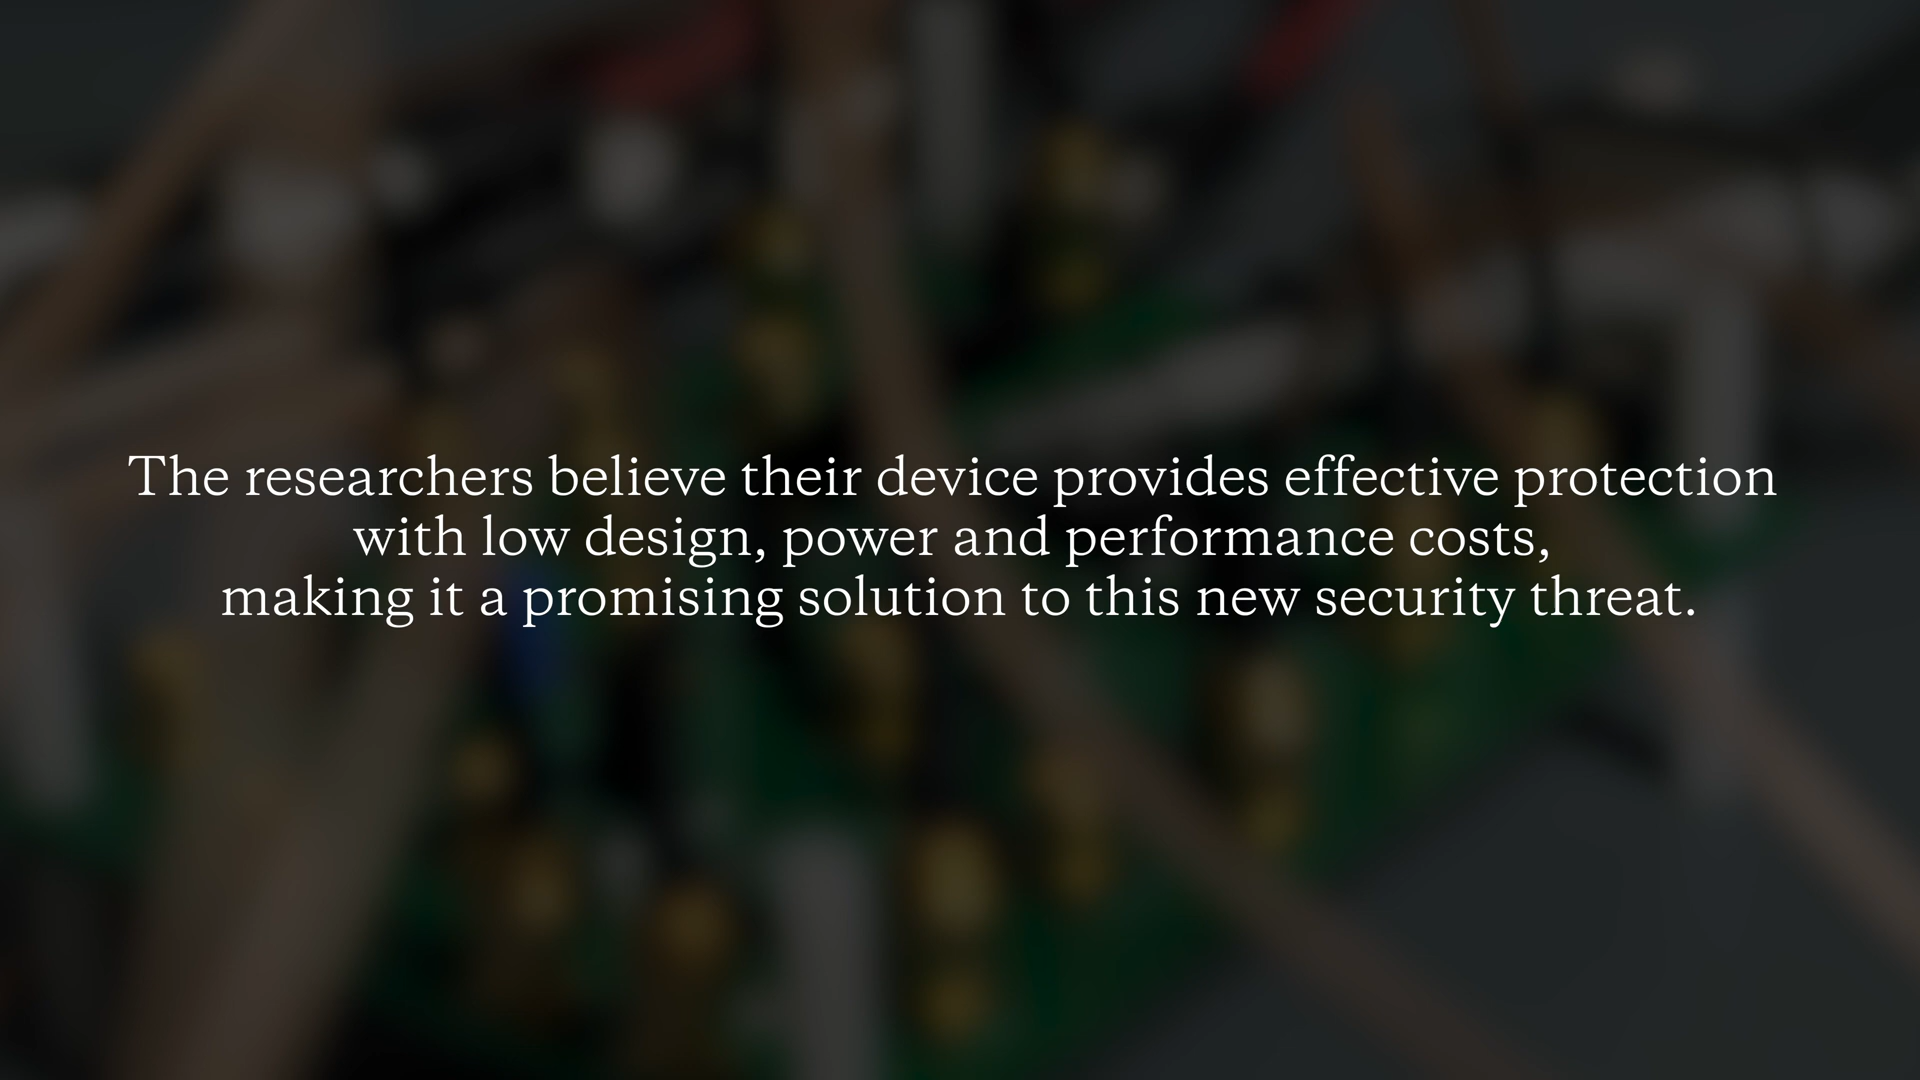 The researchers believe their device provides effective protection
with low design, power and performance costs,
making it a promising solution to this new security threat.